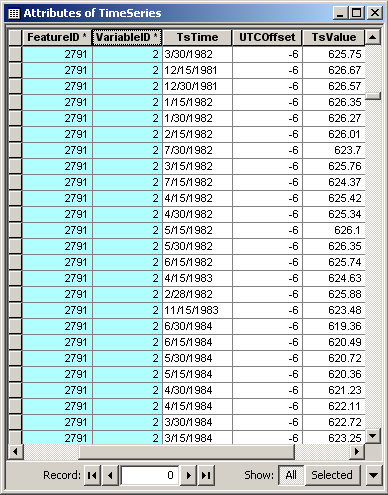 Attributes of TimeSeries
FeatureID * VariableID * TsTime UTCOffset TsValue
2791 2 3/30/1982 -6 625.75
2791 2 12/15/1981 -6 626.67
2791 2 12/30/1981 -6 626.57
2791 2 1/15/1982 -6 626.35
2791 2 1/30/1982 -6 626.27
2791 2 2/15/1982 -6 626.01
2791 2 7/30/1982 -6 623.7
2791 2 3/15/1982 -6 625.76
2791 2 7/15/1982 -6 624.37
2791 2 4/15/1982 -6 625.42
2791 2 4/30/1982 -6 625.34
2791 2 5/15/1982 -6 626.1
2791 2 5/30/1982 -6 626.35
2791 2 6/15/1982 -6 625.74
2791 2 4/15/1983 -6 624.63
2791 2 2/28/1982 -6 625.88
2791 2 11/15/1983 -6 623.48
2791 2 6/30/1984 -6 619.36
2791 2 6/15/1984 -6 620.49
2791 2 5/30/1984 -6 620.72
2791 2 5/15/1984 -6 620.36
2791 2 4/30/1984 -6 621.23
2791 2 4/15/1984 -6 622.11
2791 2 3/30/1984 -6 622.72
2791 2 3/15/1984 -6 623.25
Record: 0 Show: All Selected